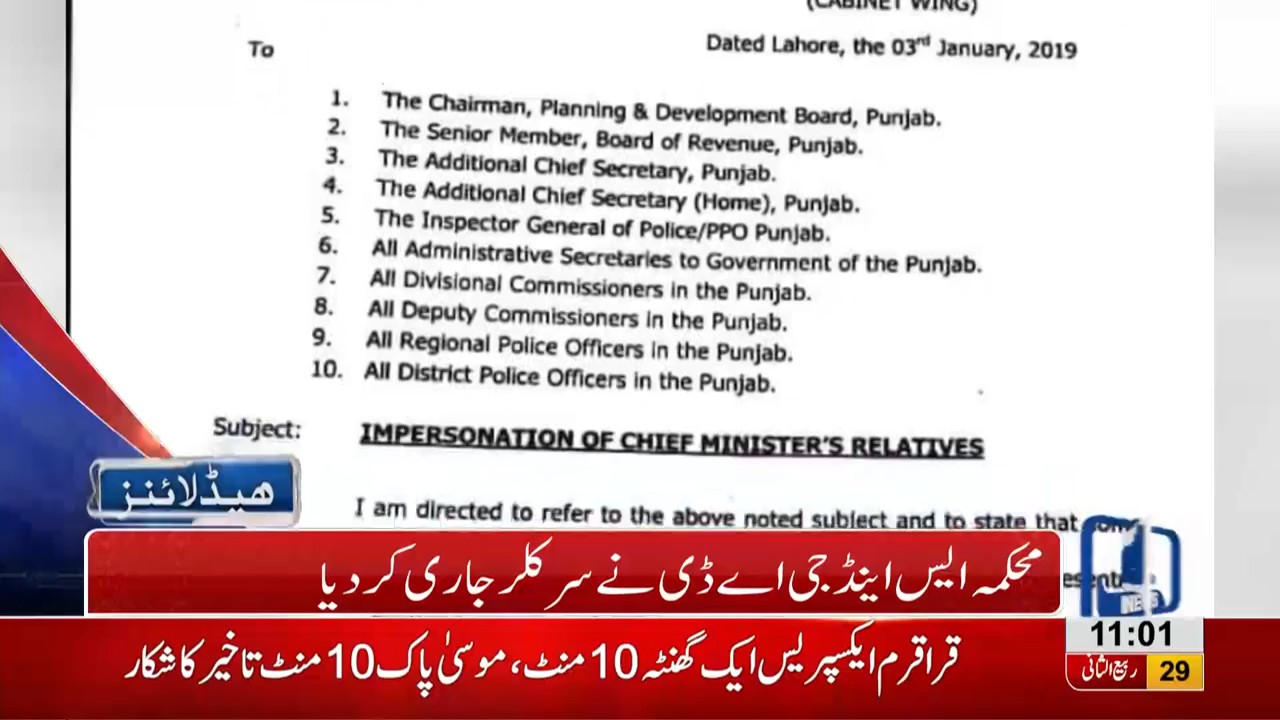 (CABINET WING)
Dated Lahore, the 03rd January, 2019
To
1. The Chairman, Planning & Development Board, Punjab.
2. The Senior Member, Board of Revenue, Punjab.
3. The Additional Chief Secretary, Punjab.
4. The Additional Chief Secretary (Home), Punjab.
5. The Inspector General of Police/PPO Punjab.
6. All Administrative Secretaries to Government of the Punjab.
7. All Divisional Commissioners in the Punjab.
8. All Deputy Commissioners in the Punjab.
9. All Regional Police Officers in the Punjab.
10. All District Police Officers in the Punjab.
Subject: IMPERSONATION OF CHIEF MINISTER'S RELATIVES
I am directed to refer to the above noted subject and to state that
ہیڈلائنز
محکمہ ایس اینڈ جی اے ڈی نے سرکلر جاری کر دیا
NEWS
11:01
قراقرم ایکسپریس ایک گھنٹہ 10 منٹ، موسیٰ پاک 10 منٹ تاخیر کا شکار
29 ربیع الثانی